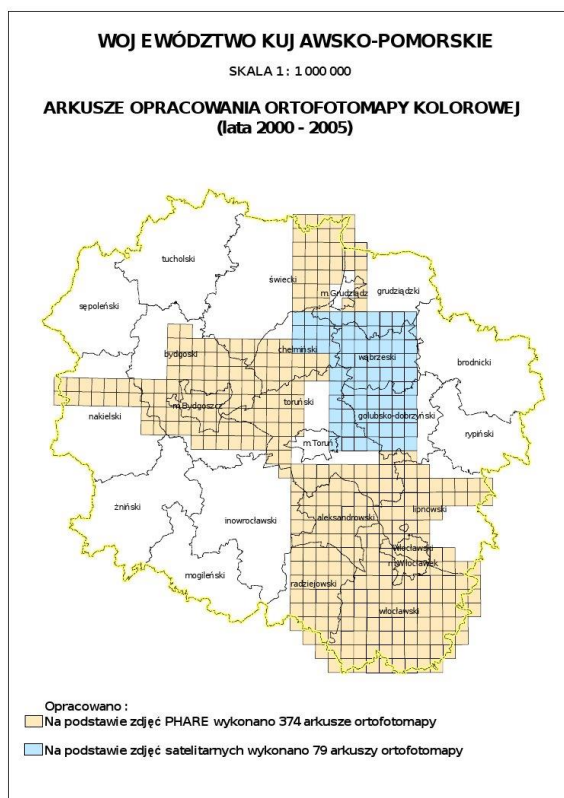 WOJEWÓDZTWO KUJAWSKO-POMORSKIE
SKALA 1 : 1 000 000
ARKUSZE OPRACOWANIA ORTOFOTOMAPY KOLOROWEJ
(lata 2000 - 2005)
tucholski
świecki
m.Grudziądz
grudziądzki
sępoleński
bydgoski
chełmiński
wąbrzeski
brodnicki
nakielski
m.Bydgoszcz
toruński
golubsko-dobrzyński
m.Toruń
rypiński
żniński
inowrocławski
aleksandrowski
lipnowski
włocławski
m.Włocławek
mogileński
radziejowski
włocławski
Opracowano :
Na podstawie zdjęć PHARE wykonano 374 arkusze ortofotomapy
Na podstawie zdjęć satelitarnych wykonano 79 arkuszy ortofotomapy